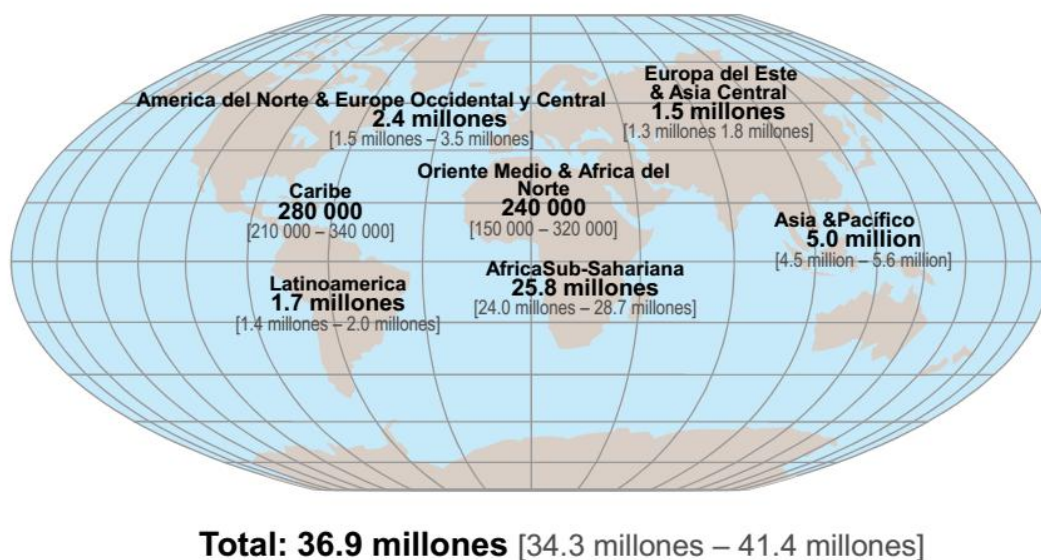 Europa del Este
& Asia Central
1.5 millones
[1.3 millones 1.8 millones]
America del Norte & Europe Occidental y Central
2.4 millones
[1.5 millones – 3.5 millones]
Oriente Medio & Africa del
Norte
240 000
[150 000 – 320 000]
Caribe
280 000
[210 000 – 340 000]
Asia &Pacífico
5.0 million
[4.5 million – 5.6 million]
Latinoamerica
1.7 millones
[1.4 millones – 2.0 millones]
AfricaSub-Sahariana
25.8 millones
[24.0 millones – 28.7 millones]
Total: 36.9 millones [34.3 millones – 41.4 millones]